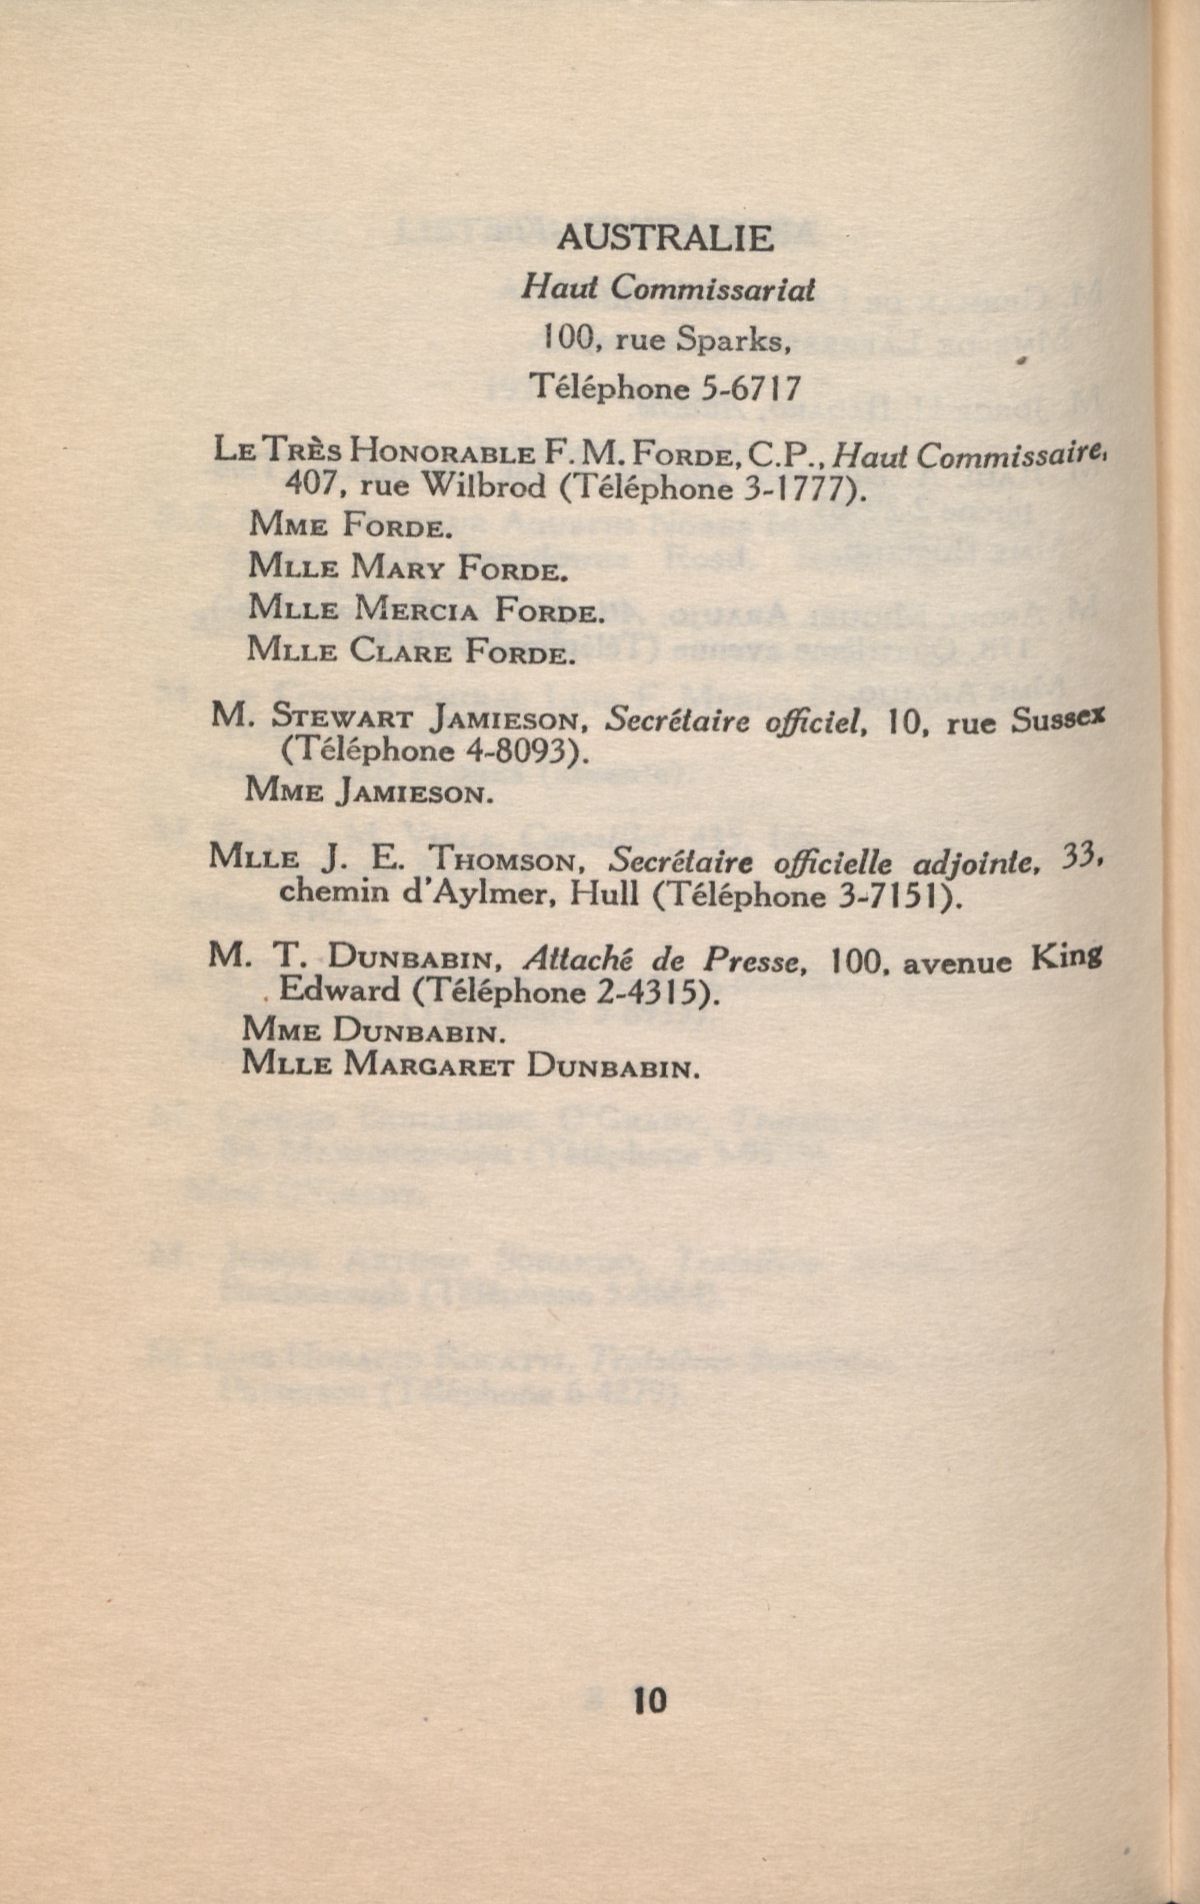 AUSTRALIE
Haut Commissariat
100, rue Sparks,
Téléphone 5-6717
LE TRÈS HONORABLE F. M. FORDE, C.P., Haut Commissaire,
407, rue Wilbrod (Téléphone 3-1777).
MME FORDE.
MLLE MARY FORDE.
MLLE MERCIA FORDE.
MLLE CLARE FORDE.
M. STEWART JAMIESON, Secrétaire officiel, 10, rue Sussex
(Téléphone 4-8093).
MME JAMIESON.
MLLE J. E. THOMSON, Secrétaire officielle adjointe, 33,
chemin d'Aylmer, Hull (Téléphone 3-7151).
M. T. DUNBABIN, Attaché de Presse, 100, avenue King
Edward (Téléphone 2-4315).
MME DUNBABIN.
MLLE MARGARET DUNBABIN.
10